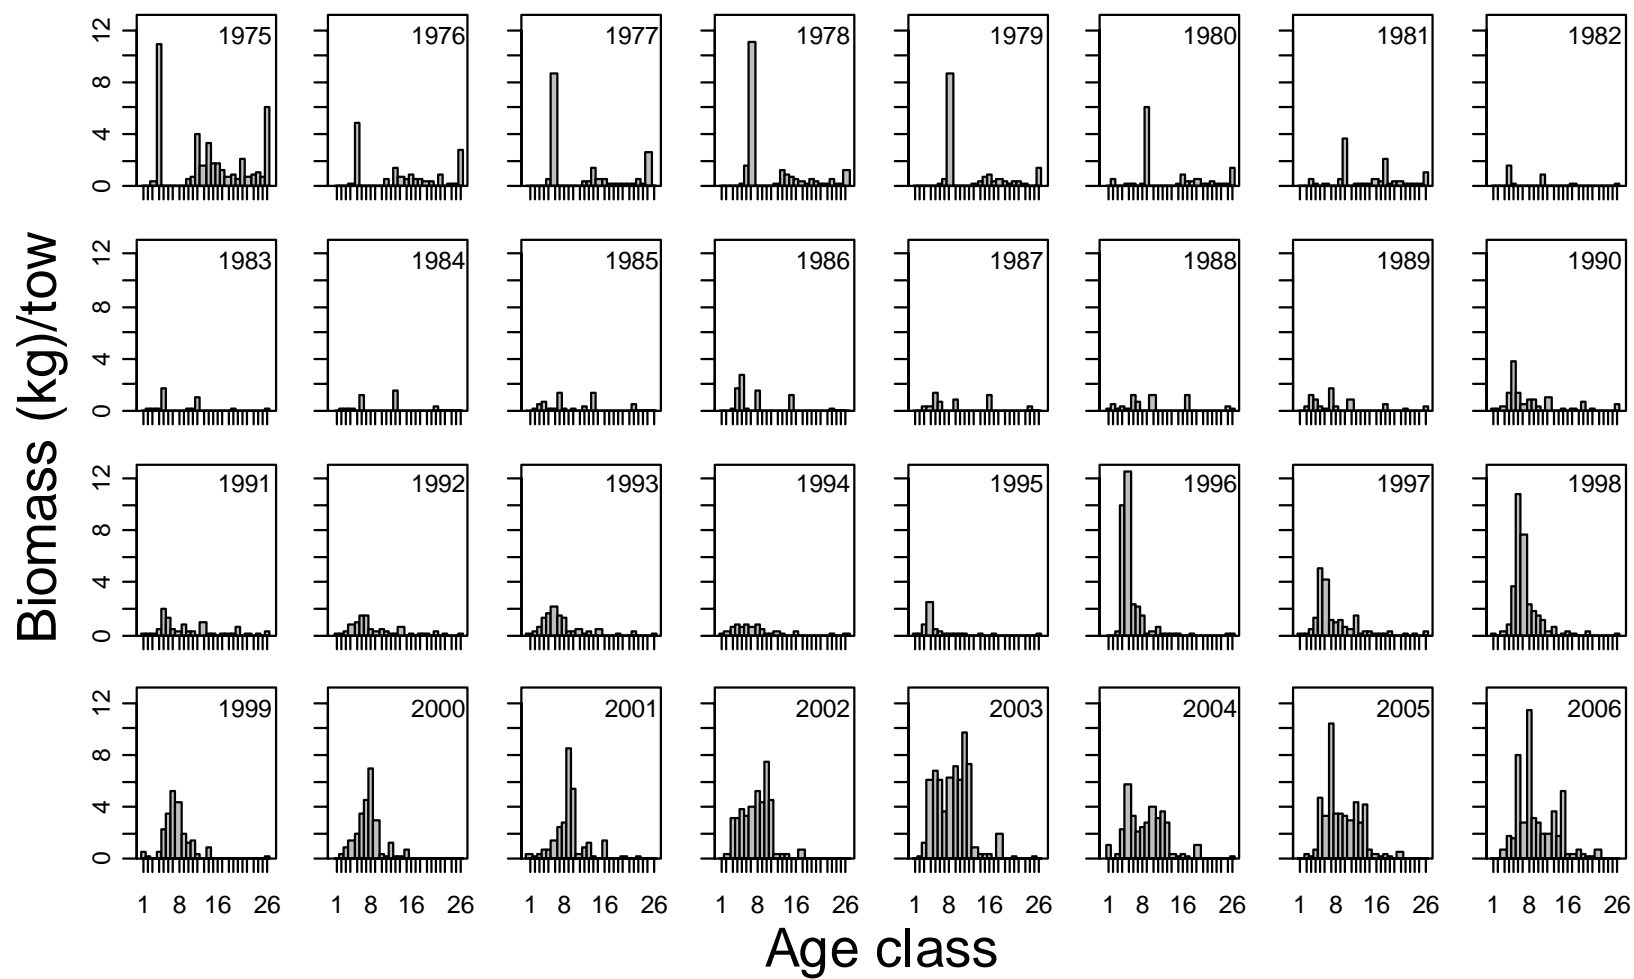 Biomass (kg)/tow
12 8 4 0
1975 1976 1977 1978 1979 1980 1981 1982
12 8 4 0
1983 1984 1985 1986 1987 1988 1989 1990
12 8 4 0
1991 1992 1993 1994 1995 1996 1997 1998
12 8 4 0
1999 2000 2001 2002 2003 2004 2005 2006
1 8 16 26 1 8 16 26 1 8 16 26 1 8 16 26 1 8 16 26 1 8 16 26 1 8 16 26 1 8 16 26
Age class